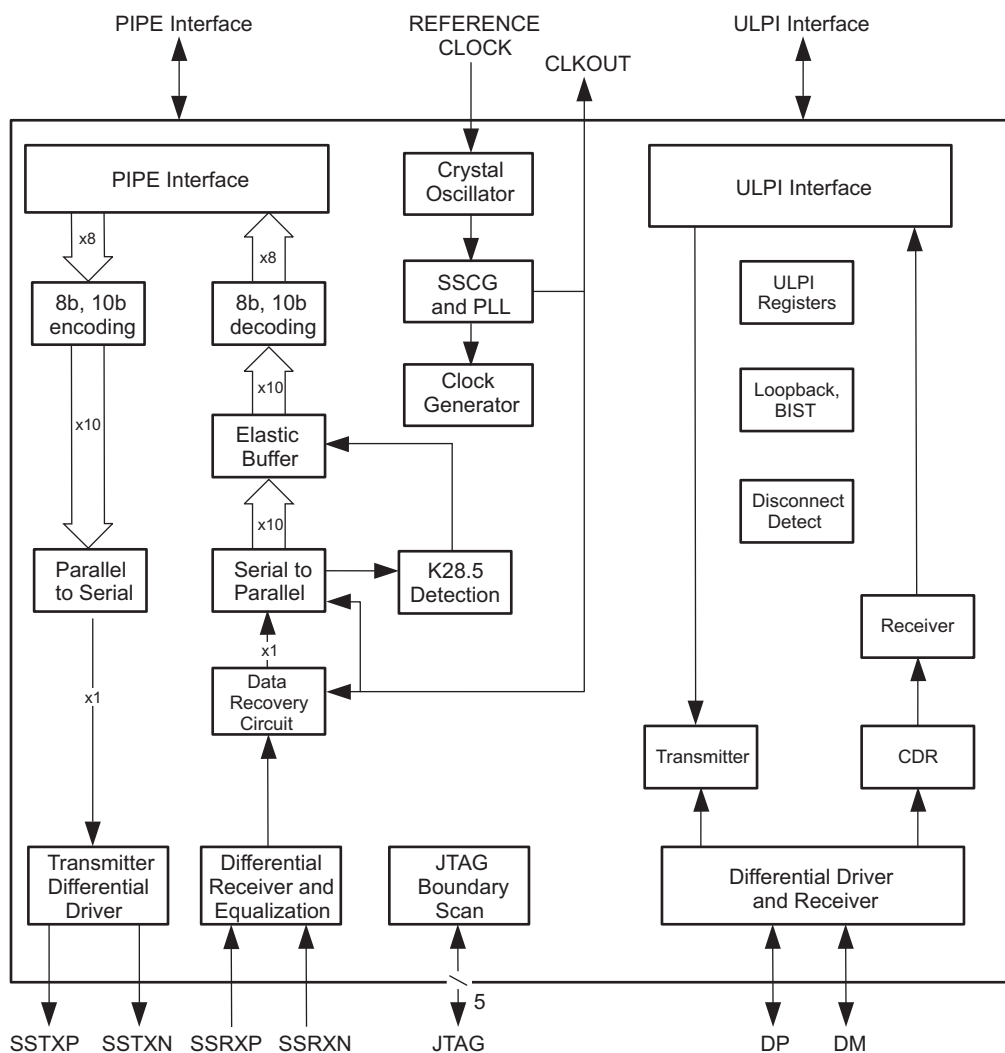 PIPE Interface
REFERENCE
CLOCK
CLKOUT
ULPI Interface
PIPE Interface
Crystal
Oscillator
ULPI Interface
x8
x8
8b, 10b
encoding
8b, 10b
decoding
SSCG
and PLL
ULPI
Registers
x10
x10
Clock
Generator
Loopback,
BIST
Elastic
Buffer
x10
Disconnect
Detect
Parallel
to Serial
Serial to
Parallel
K28.5
Detection
Receiver
x1
x1
Data
Recovery
Circuit
Transmitter
CDR
Transmitter
Differential
Driver
Differential
Receiver and
Equalization
JTAG
Boundary
Scan
Differential Driver
and Receiver
5
SSTXP
SSTXN
SSRXP
SSRXN
JTAG
DP
DM